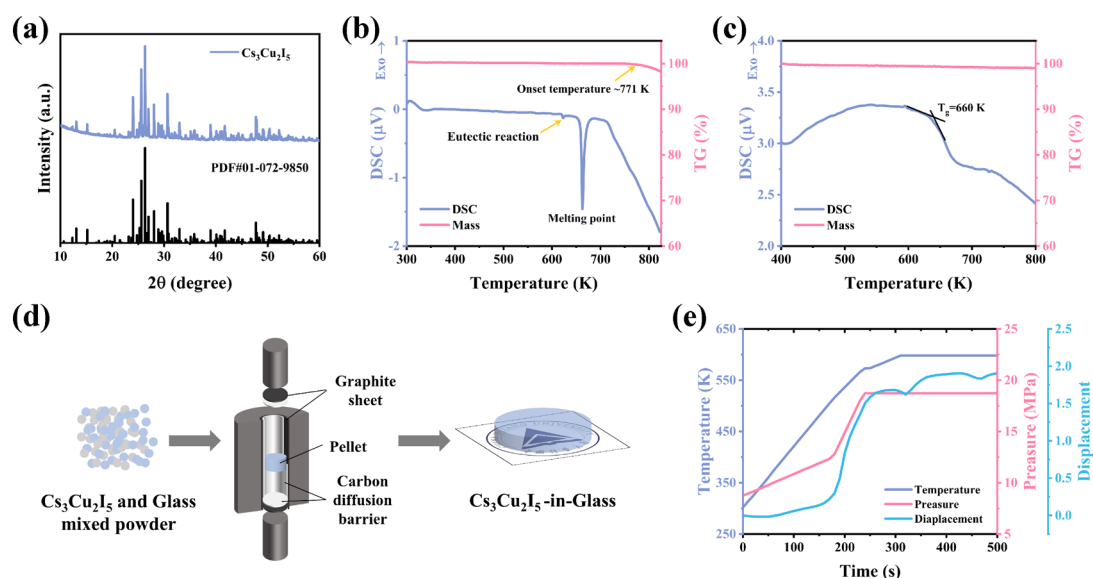 (a)
Intensity (a.u.)
Cs₃Cu₂I₅
PDF#01-072-9850
10 20 30 40 50 60
2θ (degree)
(b)
Exo →
DSC (μV)
1
0
-1
-2
Onset temperature ~771 K
Eutectic reaction
Melting point
DSC
Mass
300 400 500 600 700 800
Temperature (K)
100
90
80
70
60
TG (%)
(c)
Exo →
DSC (μV)
4.0
3.5
3.0
2.5
2.0
Tg=660 K
DSC
Mass
400 500 600 700 800
Temperature (K)
100
90
80
70
60
TG (%)
(d)
Cs₃Cu₂I₅ and Glass
mixed powder
Graphite
sheet
Pellet
Carbon
diffusion
barrier
Cs₃Cu₂I₅ -in-Glass
(e)
Temperature (K)
650
550
450
350
250
Temperature
Preasure
Diaplacement
0 100 200 300 400 500
Time (s)
25
20
15
10
5
Preasure (MPa)
2.5
2.0
1.5
1.0
0.5
0.0
Displacement